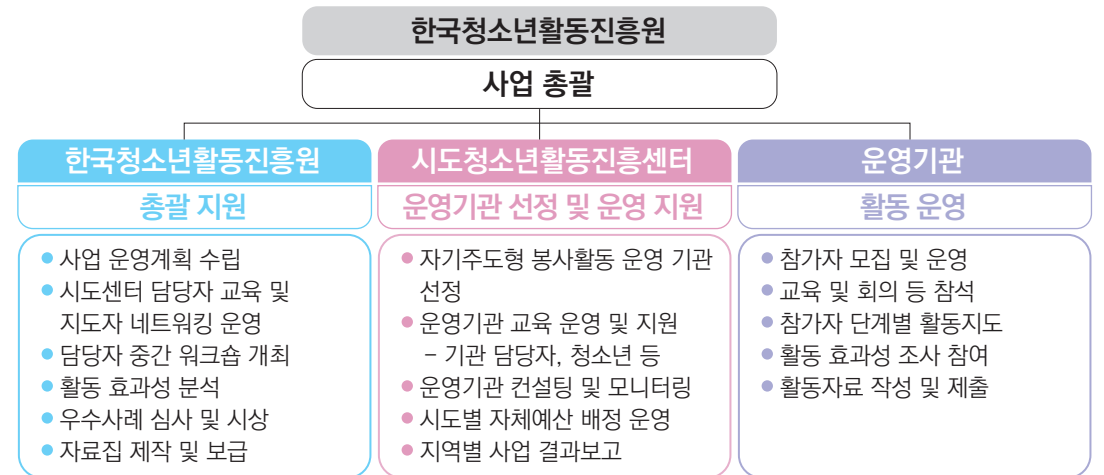 한국청소년활동진흥원
사업 총괄
한국청소년활동진흥원
총괄 지원
• 사업 운영계획 수립
• 시도센터 담당자 교육 및
지도자 네트워킹 운영
• 담당자 중간 워크숍 개최
• 활동 효과성 분석
• 우수사례 심사 및 시상
• 자료집 제작 및 보급
시도청소년활동진흥센터
운영기관 선정 및 운영 지원
• 자기주도형 봉사활동 운영 기관
선정
• 운영기관 교육 운영 및 지원
– 기관 담당자, 청소년 등
• 운영기관 컨설팅 및 모니터링
• 시도별 자체예산 배정 운영
• 지역별 사업 결과보고
운영기관
활동 운영
• 참가자 모집 및 운영
• 교육 및 회의 등 참석
• 참가자 단계별 활동지도
• 활동 효과성 조사 참여
• 활동자료 작성 및 제출